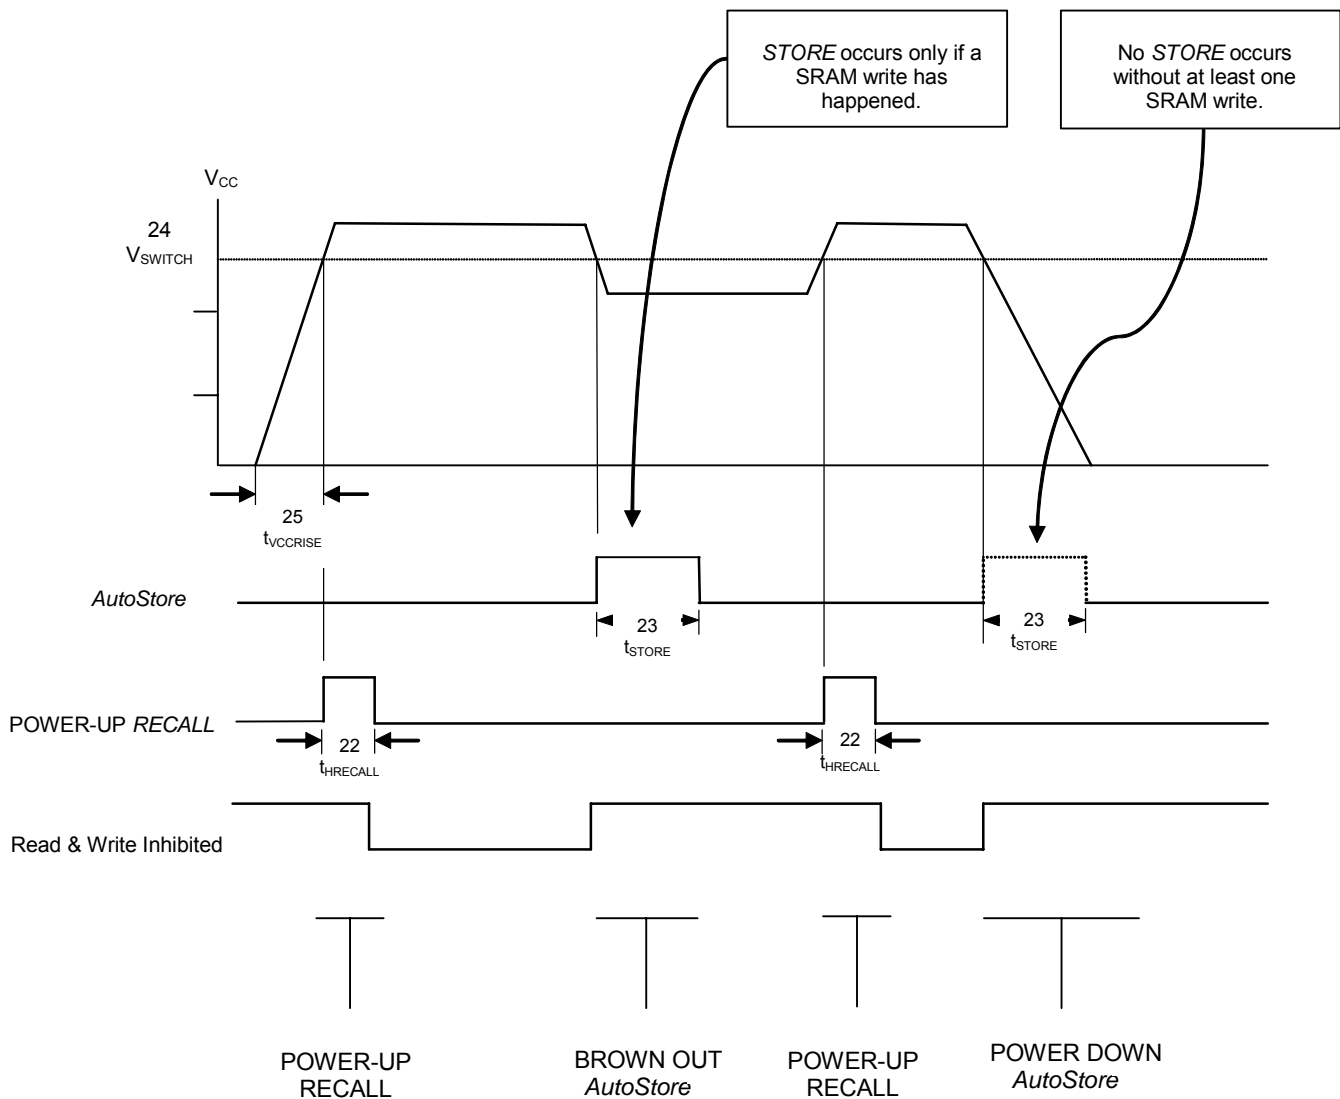 STORE occurs only if a
SRAM write has
happened.
No STORE occurs
without at least one
SRAM write.
VCC
24
VSWITCH
25
tVCCRISE
AutoStore
23
tSTORE
23
tSTORE
POWER-UP RECALL
22
tHRECALL
22
tHRECALL
Read & Write Inhibited
POWER-UP
RECALL
BROWN OUT
AutoStore
POWER-UP
RECALL
POWER DOWN
AutoStore